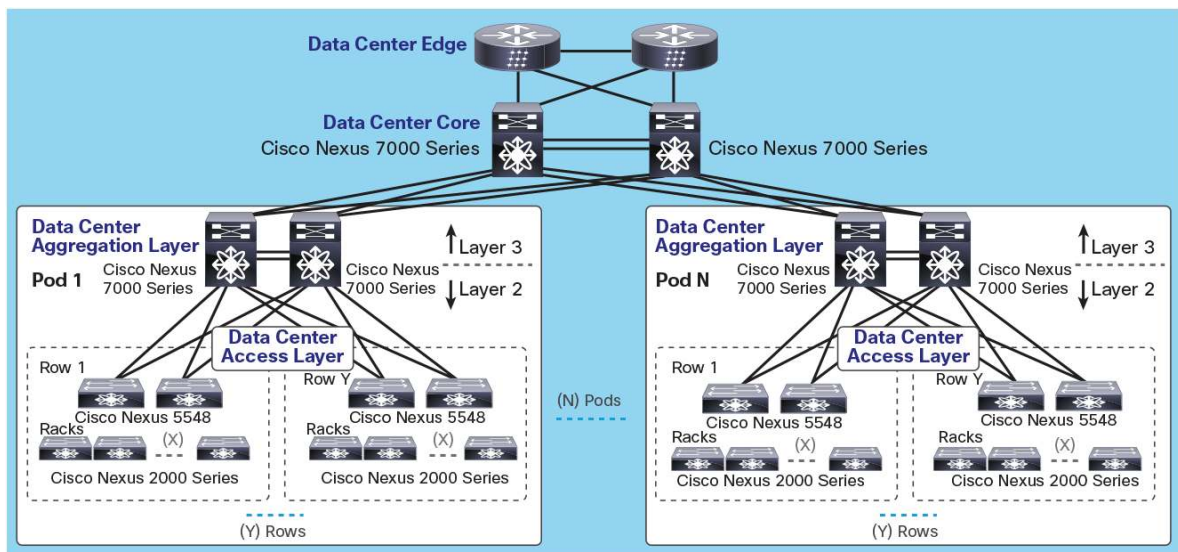 Data Center Edge
Data Center Core
Cisco Nexus 7000 Series
Cisco Nexus 7000 Series
Data Center
Aggregation Layer
Pod 1
Cisco Nexus
7000 Series
Cisco Nexus
7000 Series
Layer 3
Layer 2
Data Center
Access Layer
Row 1
Cisco Nexus 5548
Racks
(X)
Cisco Nexus 2000 Series
Row Y
Cisco Nexus 5548
Racks
(X)
Cisco Nexus 2000 Series
(Y) Rows
(N) Pods
Data Center
Aggregation Layer
Pod N
Cisco Nexus
7000 Series
Cisco Nexus
7000 Series
Layer 3
Layer 2
Data Center
Access Layer
Row 1
Cisco Nexus 5548
Racks
(X)
Cisco Nexus 2000 Series
Row Y
Cisco Nexus 5548
Racks
(X)
Cisco Nexus 2000 Series
(Y) Rows